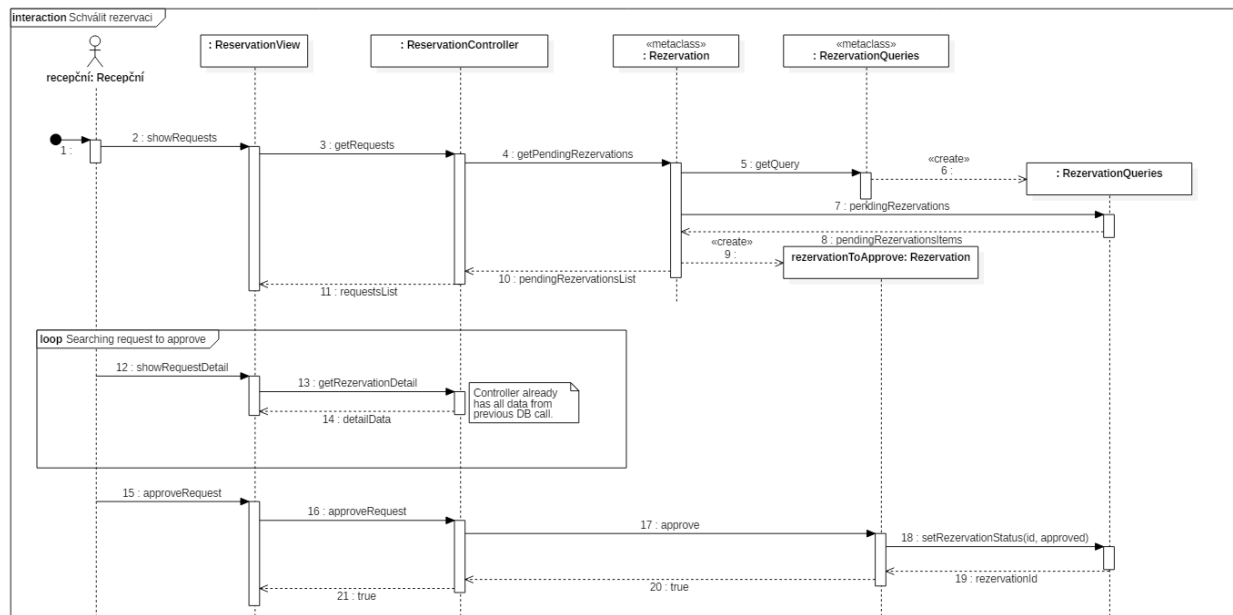 interaction Schválit rezervaci
recepční: Recepční
: ReservationView
: ReservationController
«metaclass»
: Rezervation
«metaclass»
: RezervationQueries
1 :
2 : showRequests
3 : getRequests
4 : getPendingRezervations
5 : getQuery
«create»
6 :
: RezervationQueries
7 : pendingRezervations
8 : pendingRezervationsItems
«create»
9 :
rezervationToApprove: Rezervation
10 : pendingRezervationsList
11 : requestsList
loop Searching request to approve
12 : showRequestDetail
13 : getRezervationDetail
Controller already
has all data from
previous DB call.
14 : detailData
15 : approveRequest
16 : approveRequest
17 : approve
18 : setRezervationStatus(id, approved)
19 : rezervationId
20 : true
21 : true